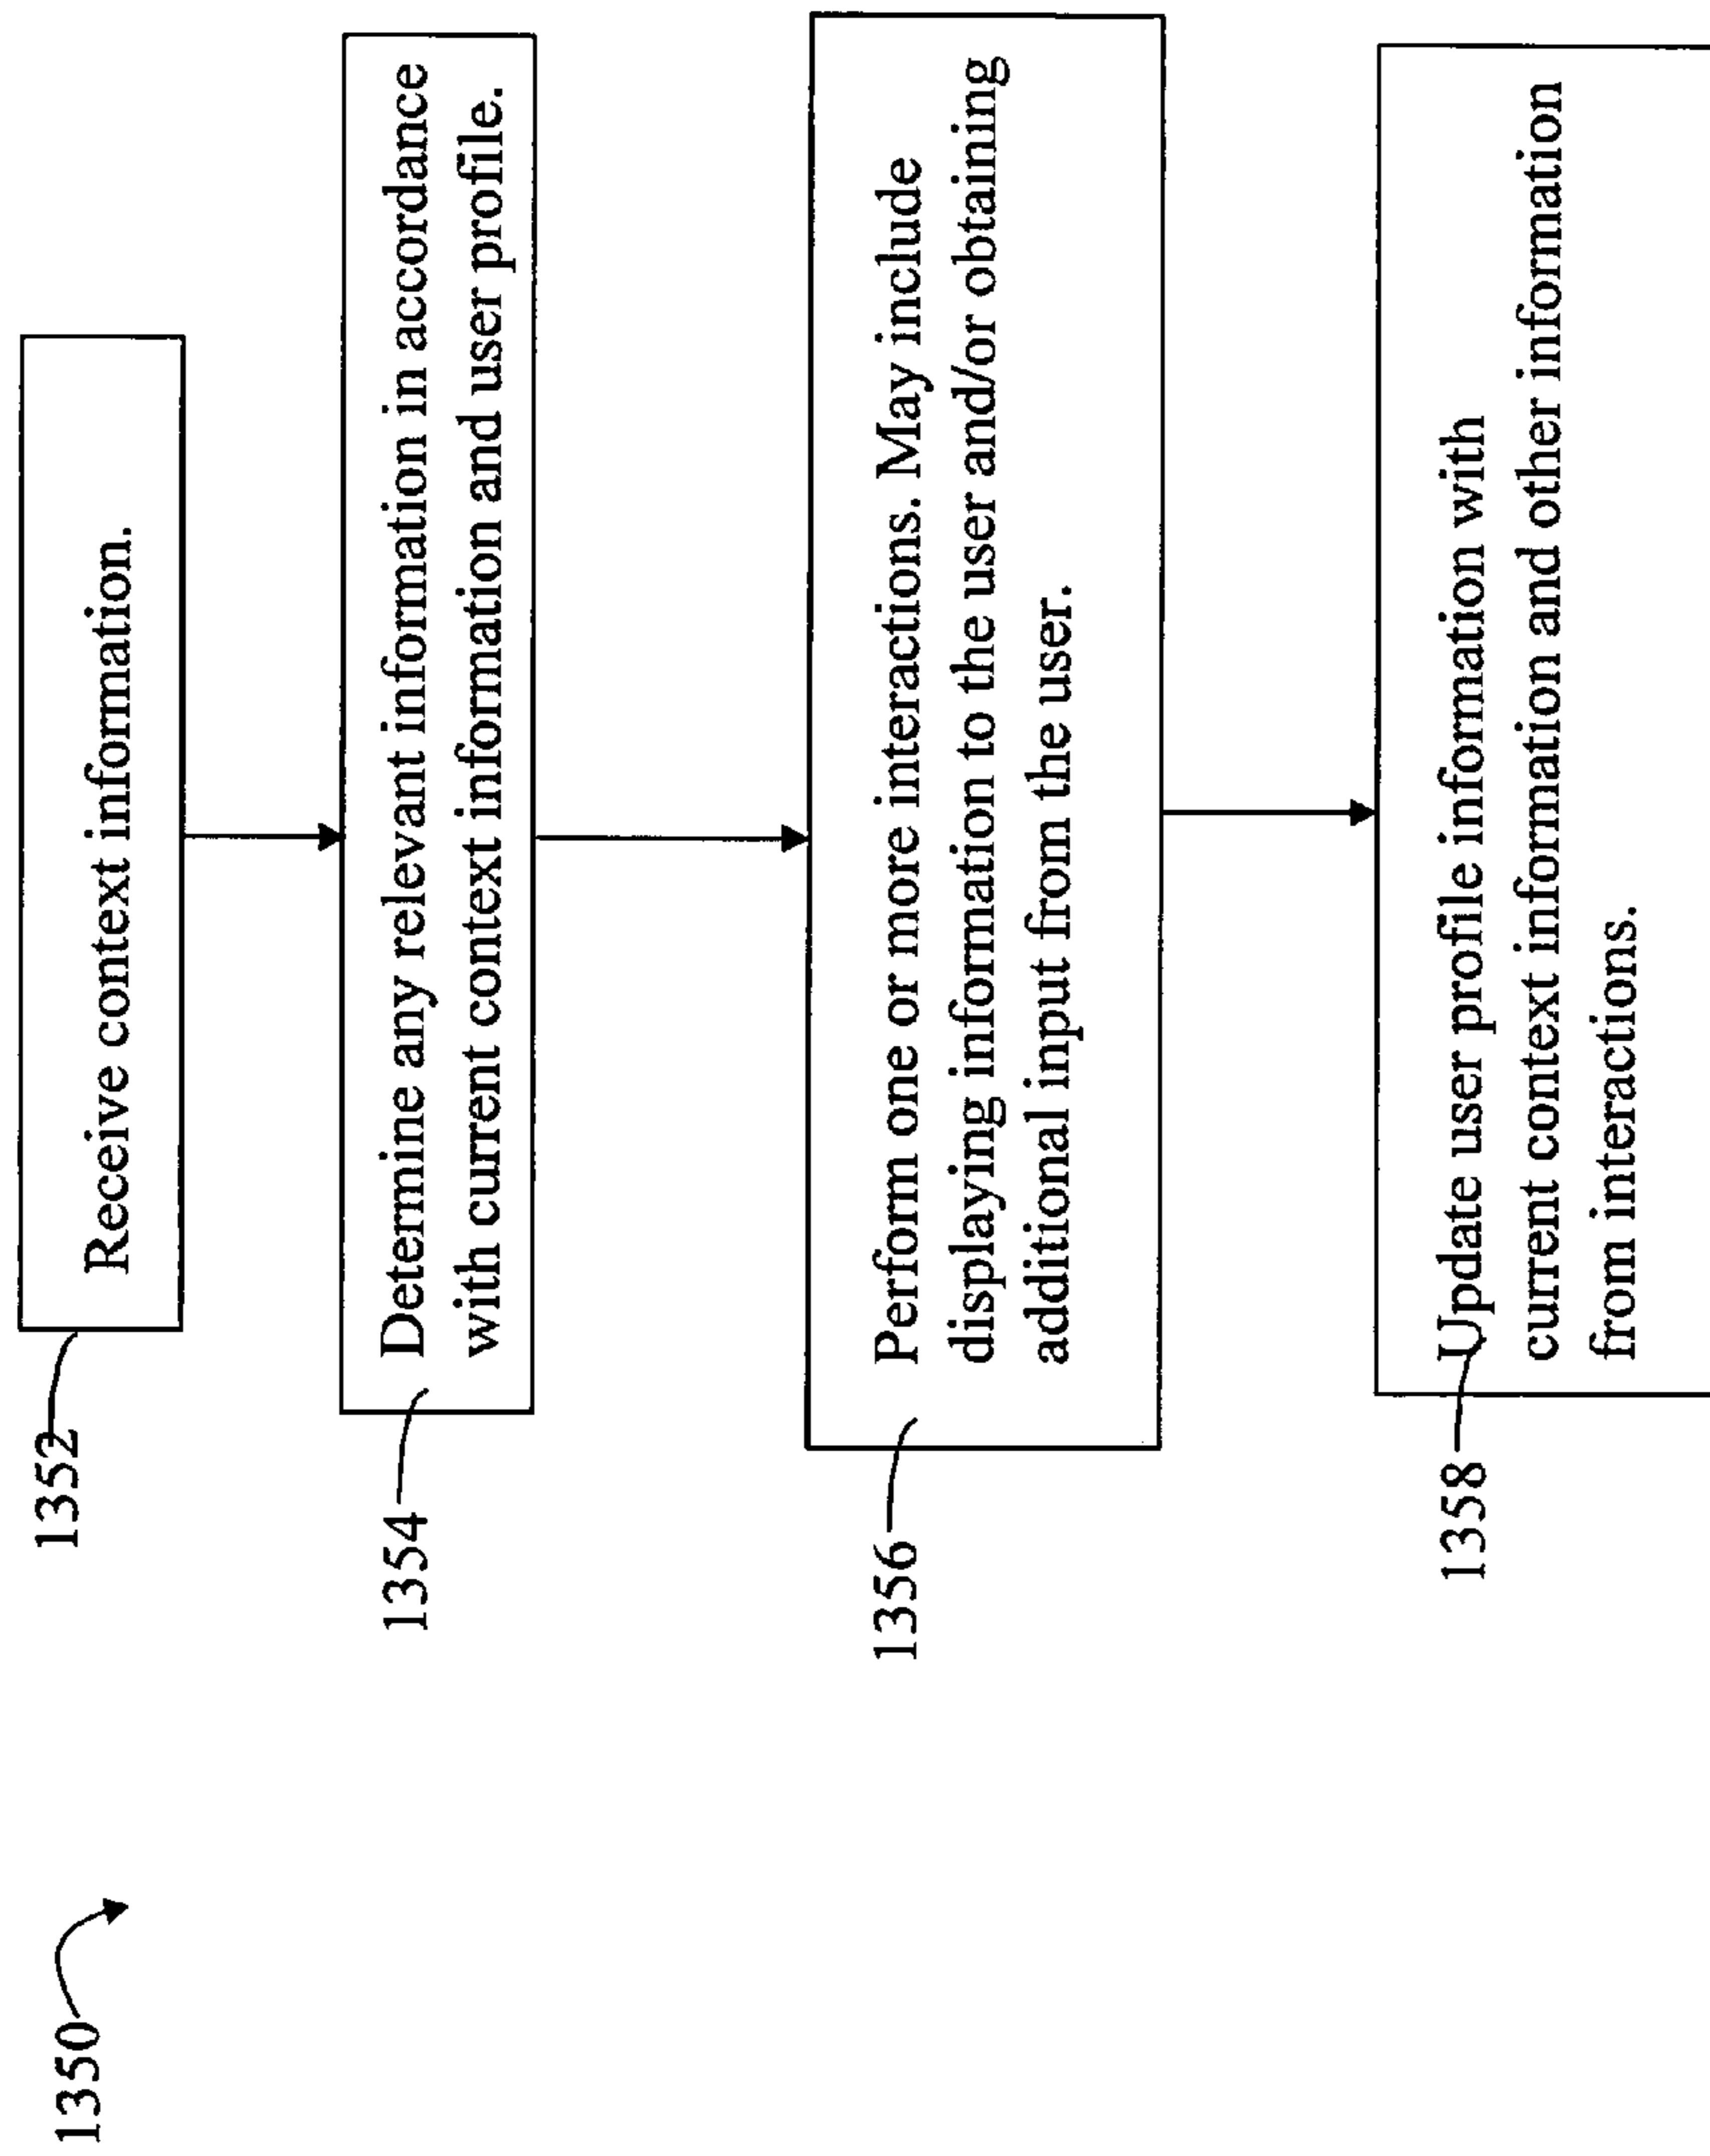 1350
1352
Receive context information.
1354
Determine any relevant information in accordance
with current context information and user profile.
1356
Perform one or more interactions. May include
displaying information to the user and/or obtaining
additional input from the user.
1358
Update user profile information with
current context information and other information
from interactions.